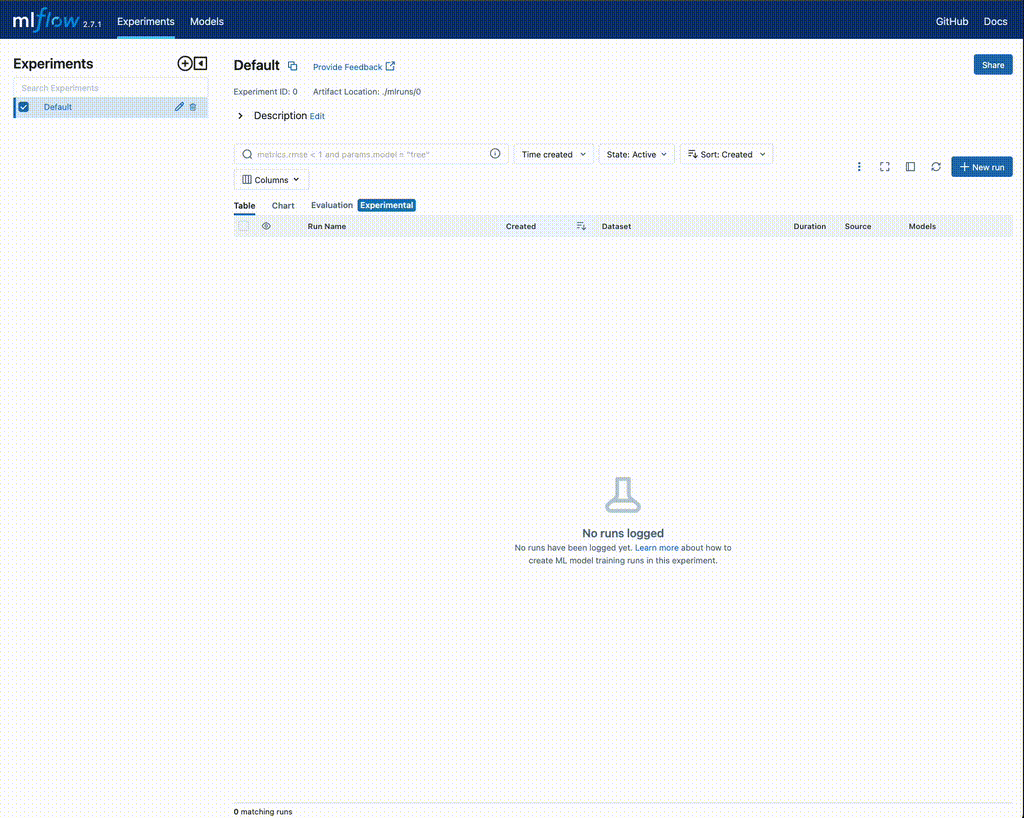 mlflow 2.7.1 Experiments Models GitHub Docs
Experiments
Search Experiments
Default
Default Provide Feedback Share
Experiment ID: 0 Artifact Location: ./mlruns/0
Description Edit
metrics.rmse < 1 and params.model = "tree" Time created State: Active Sort: Created
New run
Columns
Table Chart Evaluation Experimental
Run Name Created Dataset Duration Source Models
No runs logged
No runs have been logged yet. Learn more about how to
create ML model training runs in this experiment.
0 matching runs